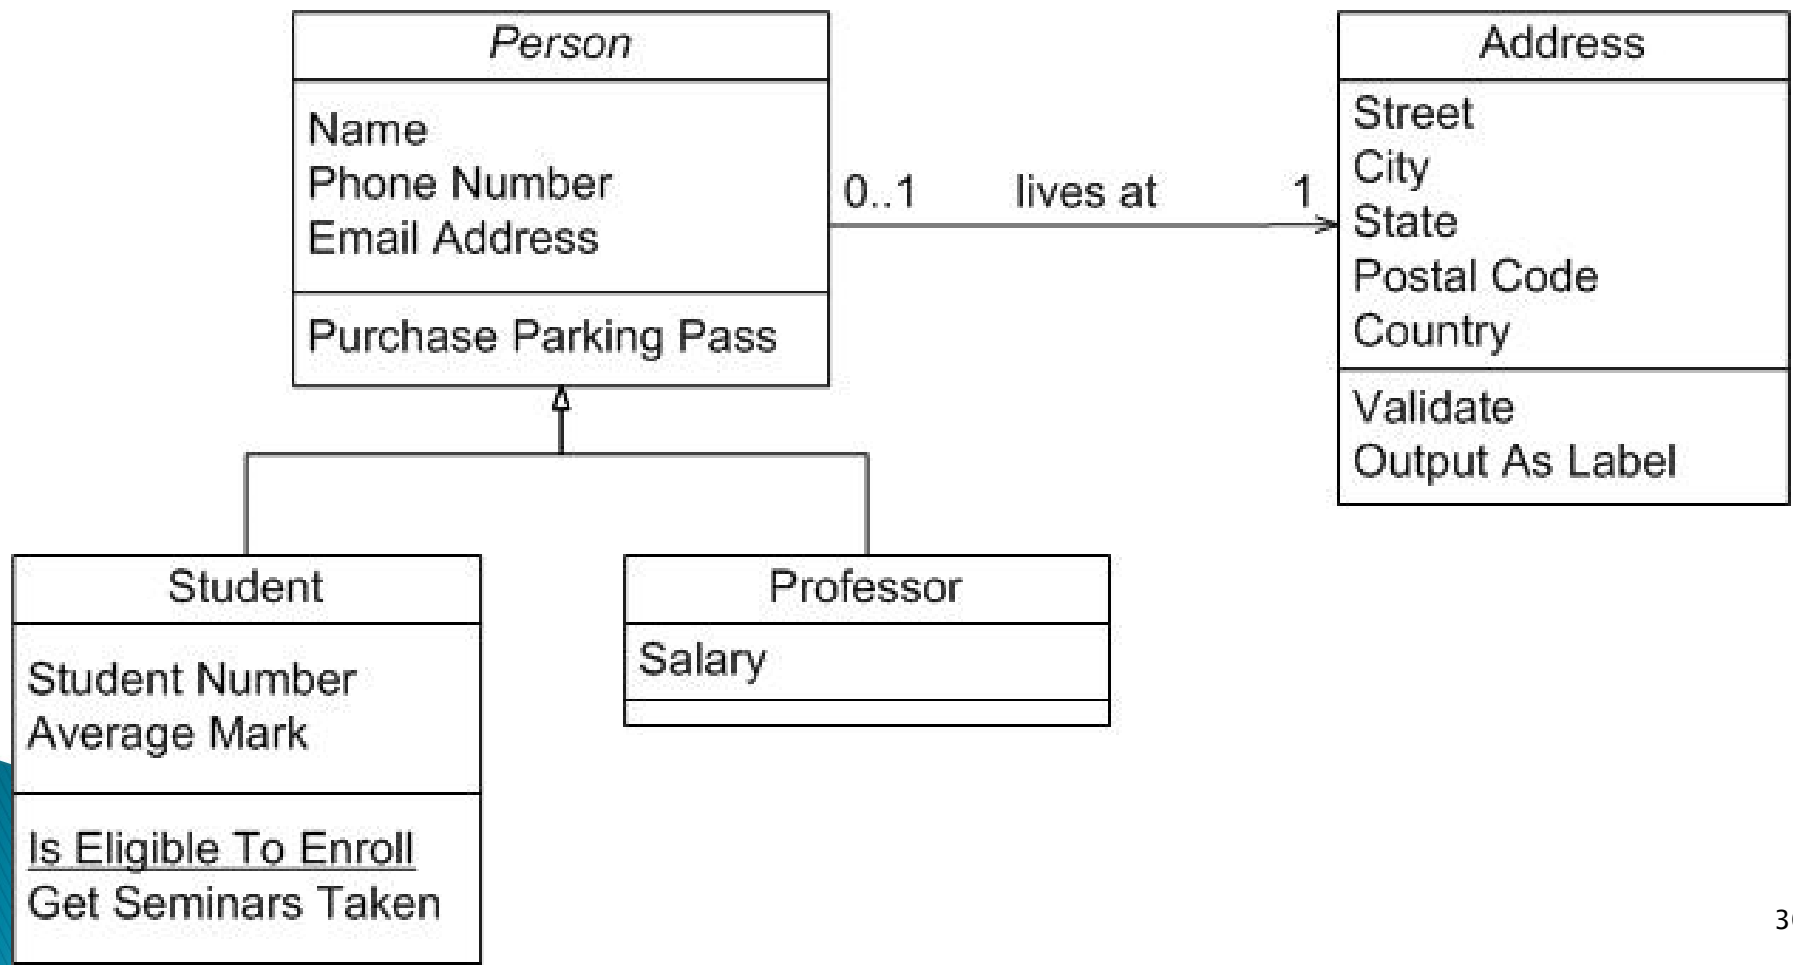 Person
Name
Phone Number
Email Address
Purchase Parking Pass
0..1 lives at 1
Address
Street
City
State
Postal Code
Country
Validate
Output As Label
Student
Student Number
Average Mark
Is Eligible To Enroll
Get Seminars Taken
Professor
Salary